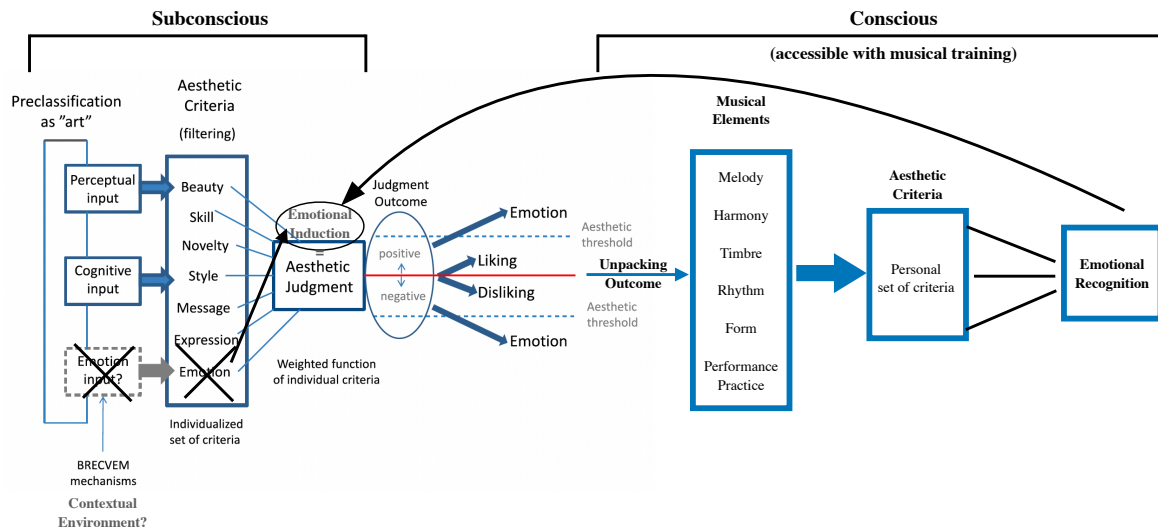 Subconscious
Conscious
(accessible with musical training)
Preclassification
as ”art”
Aesthetic
Criteria
(filtering)
Perceptual
input
Cognitive
input
Emotion
input?
BRECVEM
mechanisms
Contextual
Environment?
Beauty
Skill
Novelty
Style
Message
Expression
Emotion
Individualized
set of criteria
Emotional
Induction
=
Aesthetic
Judgment
Weighted function
of individual criteria
Judgment
Outcome
positive
negative
Emotion
Liking
Disliking
Emotion
Aesthetic
threshold
Aesthetic
threshold
Unpacking
Outcome
Musical
Elements
Melody
Harmony
Timbre
Rhythm
Form
Performance
Practice
Aesthetic
Criteria
Personal
set of criteria
Emotional
Recognition